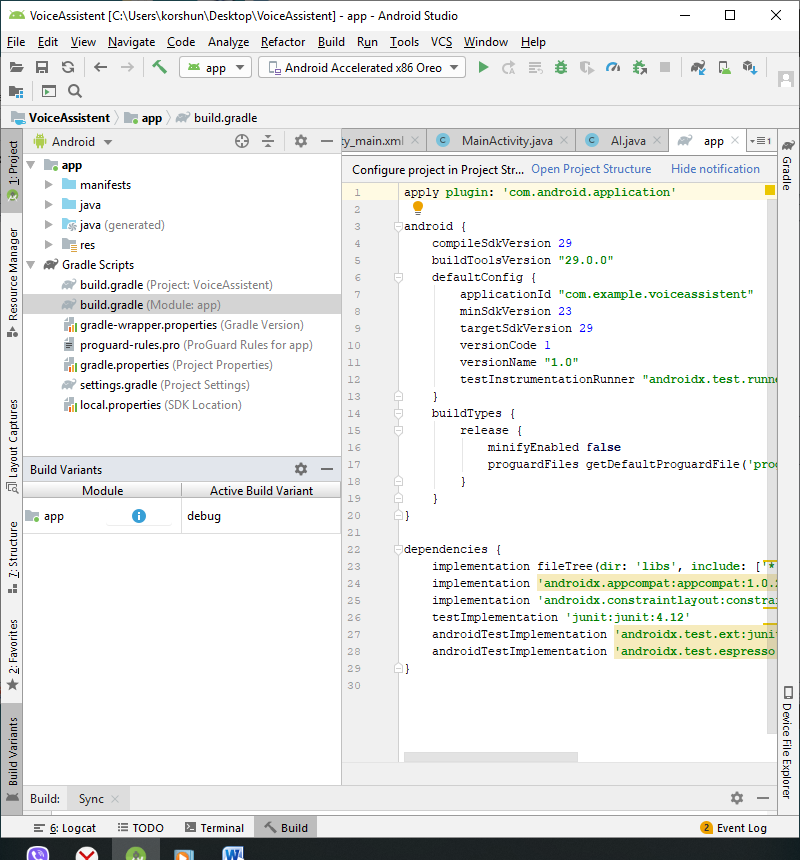 VoiceAssistent [C:\Users\korshun\Desktop\VoiceAssistent] - app - Android Studio
File Edit View Navigate Code Analyze Refactor Build Run Tools VCS Window Help
app Android Accelerated x86 Oreo
VoiceAssistent app build.gradle
1: Project
Resource Manager
Layout Captures
7: Structure
2: Favorites
Build Variants
Android
app
manifests
java
java (generated)
res
Gradle Scripts
build.gradle (Project: VoiceAssistent)
build.gradle (Module: app)
gradle-wrapper.properties (Gradle Version)
proguard-rules.pro (ProGuard Rules for app)
gradle.properties (Project Properties)
settings.gradle (Project Settings)
local.properties (SDK Location)
Build Variants
Module Active Build Variant
app debug
ty_main.xml MainActivity.java AI.java app 1
Configure project in Project Str... Open Project Structure Hide notification
1 apply plugin: 'com.android.application'
2
3 android {
4 compileSdkVersion 29
5 buildToolsVersion "29.0.0"
6 defaultConfig {
7 applicationId "com.example.voiceassistent"
8 minSdkVersion 23
9 targetSdkVersion 29
10 versionCode 1
11 versionName "1.0"
12 testInstrumentationRunner "androidx.test.runne
13 }
14 buildTypes {
15 release {
16 minifyEnabled false
17 proguardFiles getDefaultProguardFile('prog
18 }
19 }
20 }
21
22 dependencies {
23 implementation fileTree(dir: 'libs', include: ['*
24 implementation 'androidx.appcompat:appcompat:1.0.2
25 implementation 'androidx.constraintlayout:constrai
26 testImplementation 'junit:junit:4.12'
27 androidTestImplementation 'androidx.test.ext:junit
28 androidTestImplementation 'androidx.test.espresso
29 }
30
Gradle
Device File Explorer
Build: Sync
6: Logcat TODO Terminal Build 2 Event Log